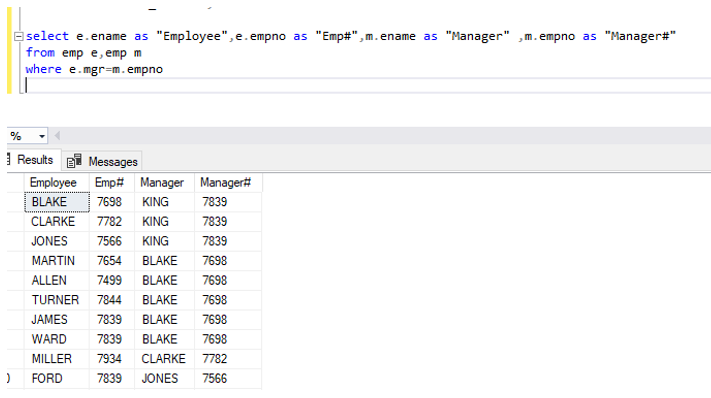 select e.ename as "Employee",e.empno as "Emp#",m.ename as "Manager" ,m.empno as "Manager#"
from emp e,emp m
where e.mgr=m.empno
%
Results Messages
Employee Emp# Manager Manager#
BLAKE 7698 KING 7839
CLARKE 7782 KING 7839
JONES 7566 KING 7839
MARTIN 7654 BLAKE 7698
ALLEN 7499 BLAKE 7698
TURNER 7844 BLAKE 7698
JAMES 7839 BLAKE 7698
WARD 7839 BLAKE 7698
MILLER 7934 CLARKE 7782
FORD 7839 JONES 7566